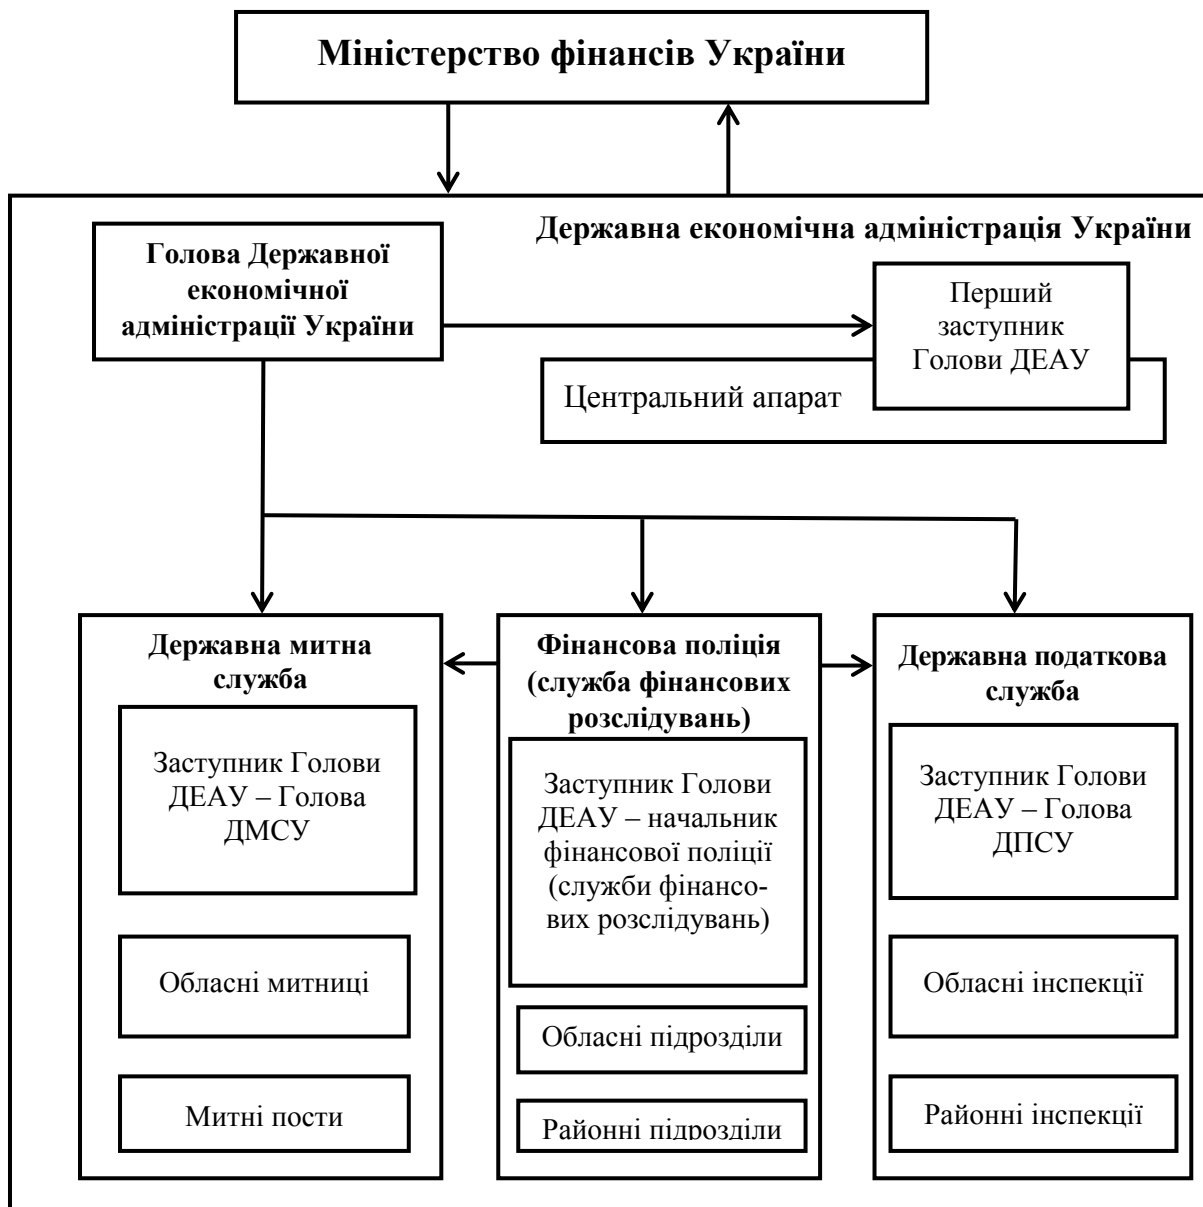 Міністерство фінансів України
Державна економічна адміністрація України
Голова Державної
економічної
адміністрації України
Перший
заступник
Голови ДЕАУ
Центральний апарат
Державна митна
служба
Заступник Голови
ДЕАУ – Голова
ДМСУ
Обласні митниці
Митні пости
Фінансова поліція
(служба фінансових
розслідувань)
Заступник Голови
ДЕАУ – начальник
фінансової поліції
(служби фінансо-
вих розслідувань)
Обласні підрозділи
Районні підрозділи
Державна податкова
служба
Заступник Голови
ДЕАУ – Голова
ДПСУ
Обласні інспекції
Районні інспекції